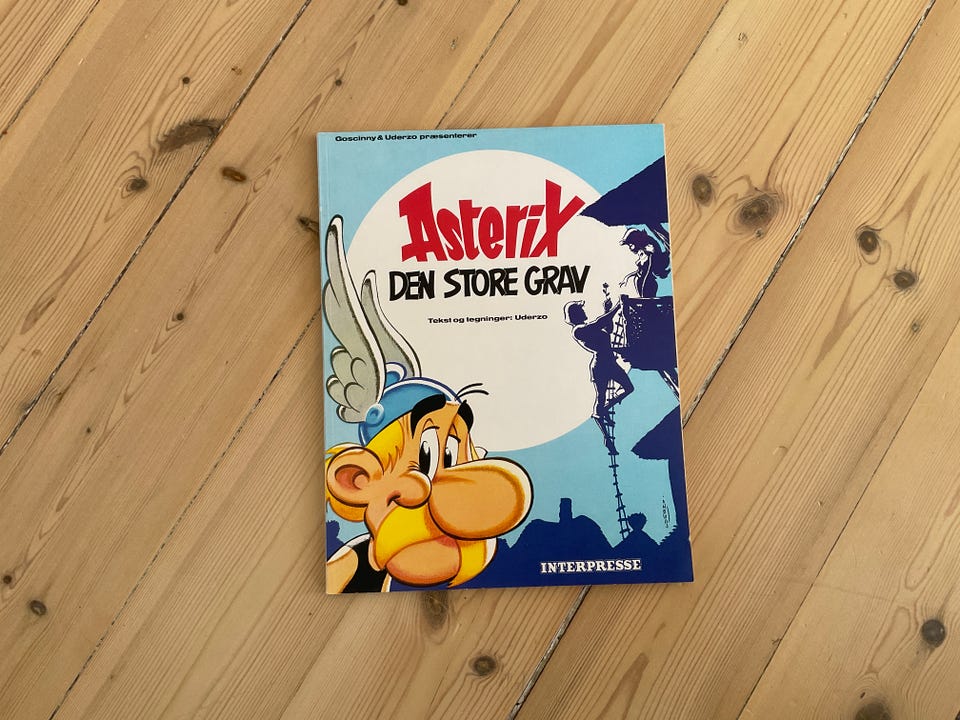 Goscinny & Uderzo præsenterer
Asterix
DEN STORE GRAV
Tekst og tegninger: Uderzo
INTERPRESSE